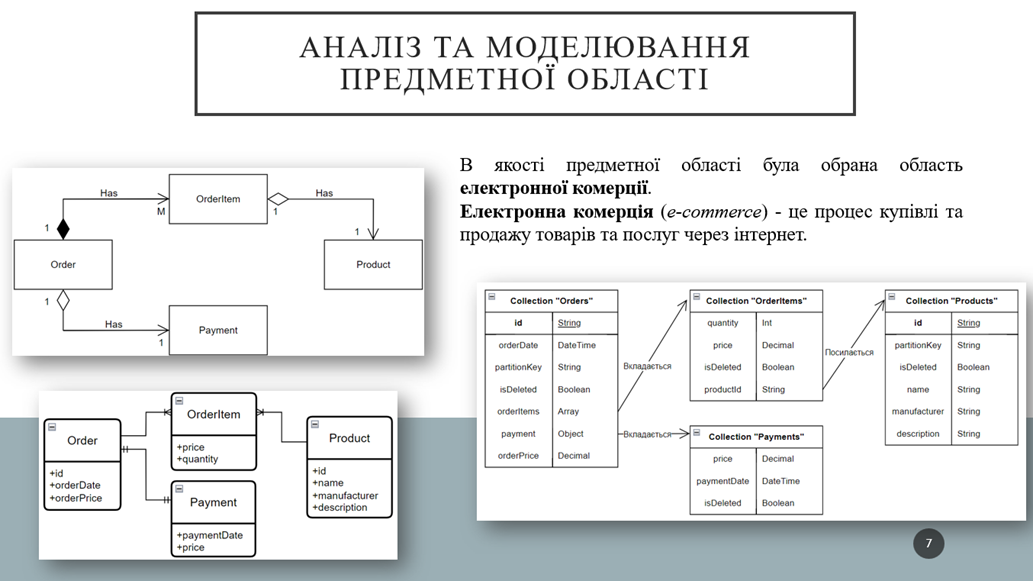 АНАЛІЗ ТА МОДЕЛЮВАННЯ
ПРЕДМЕТНОЇ ОБЛАСТІ
В якості предметної області була обрана область
електронної комерції.
Електронна комерція (e-commerce) - це процес купівлі та
продажу товарів та послуг через інтернет.
Has
OrderItem
Has
M
1
1
1
Order
Product
1
Has
Payment
1
OrderItem
+price
+quantity
Order
+id
+orderDate
+orderPrice
Product
+id
+name
+manufacturer
+description
Payment
+paymentDate
+price
Collection "Orders"
id String
orderDate DateTime
partitionKey String
isDeleted Boolean
orderItems Array
payment Object
orderPrice Decimal
Вкладається
Вкладається
Collection "OrderItems"
quantity Int
price Decimal
isDeleted Boolean
productId String
Посилається
Collection "Payments"
price Decimal
paymentDate DateTime
isDeleted Boolean
Collection "Products"
id String
partitionKey String
isDeleted Boolean
name String
manufacturer String
description String
7